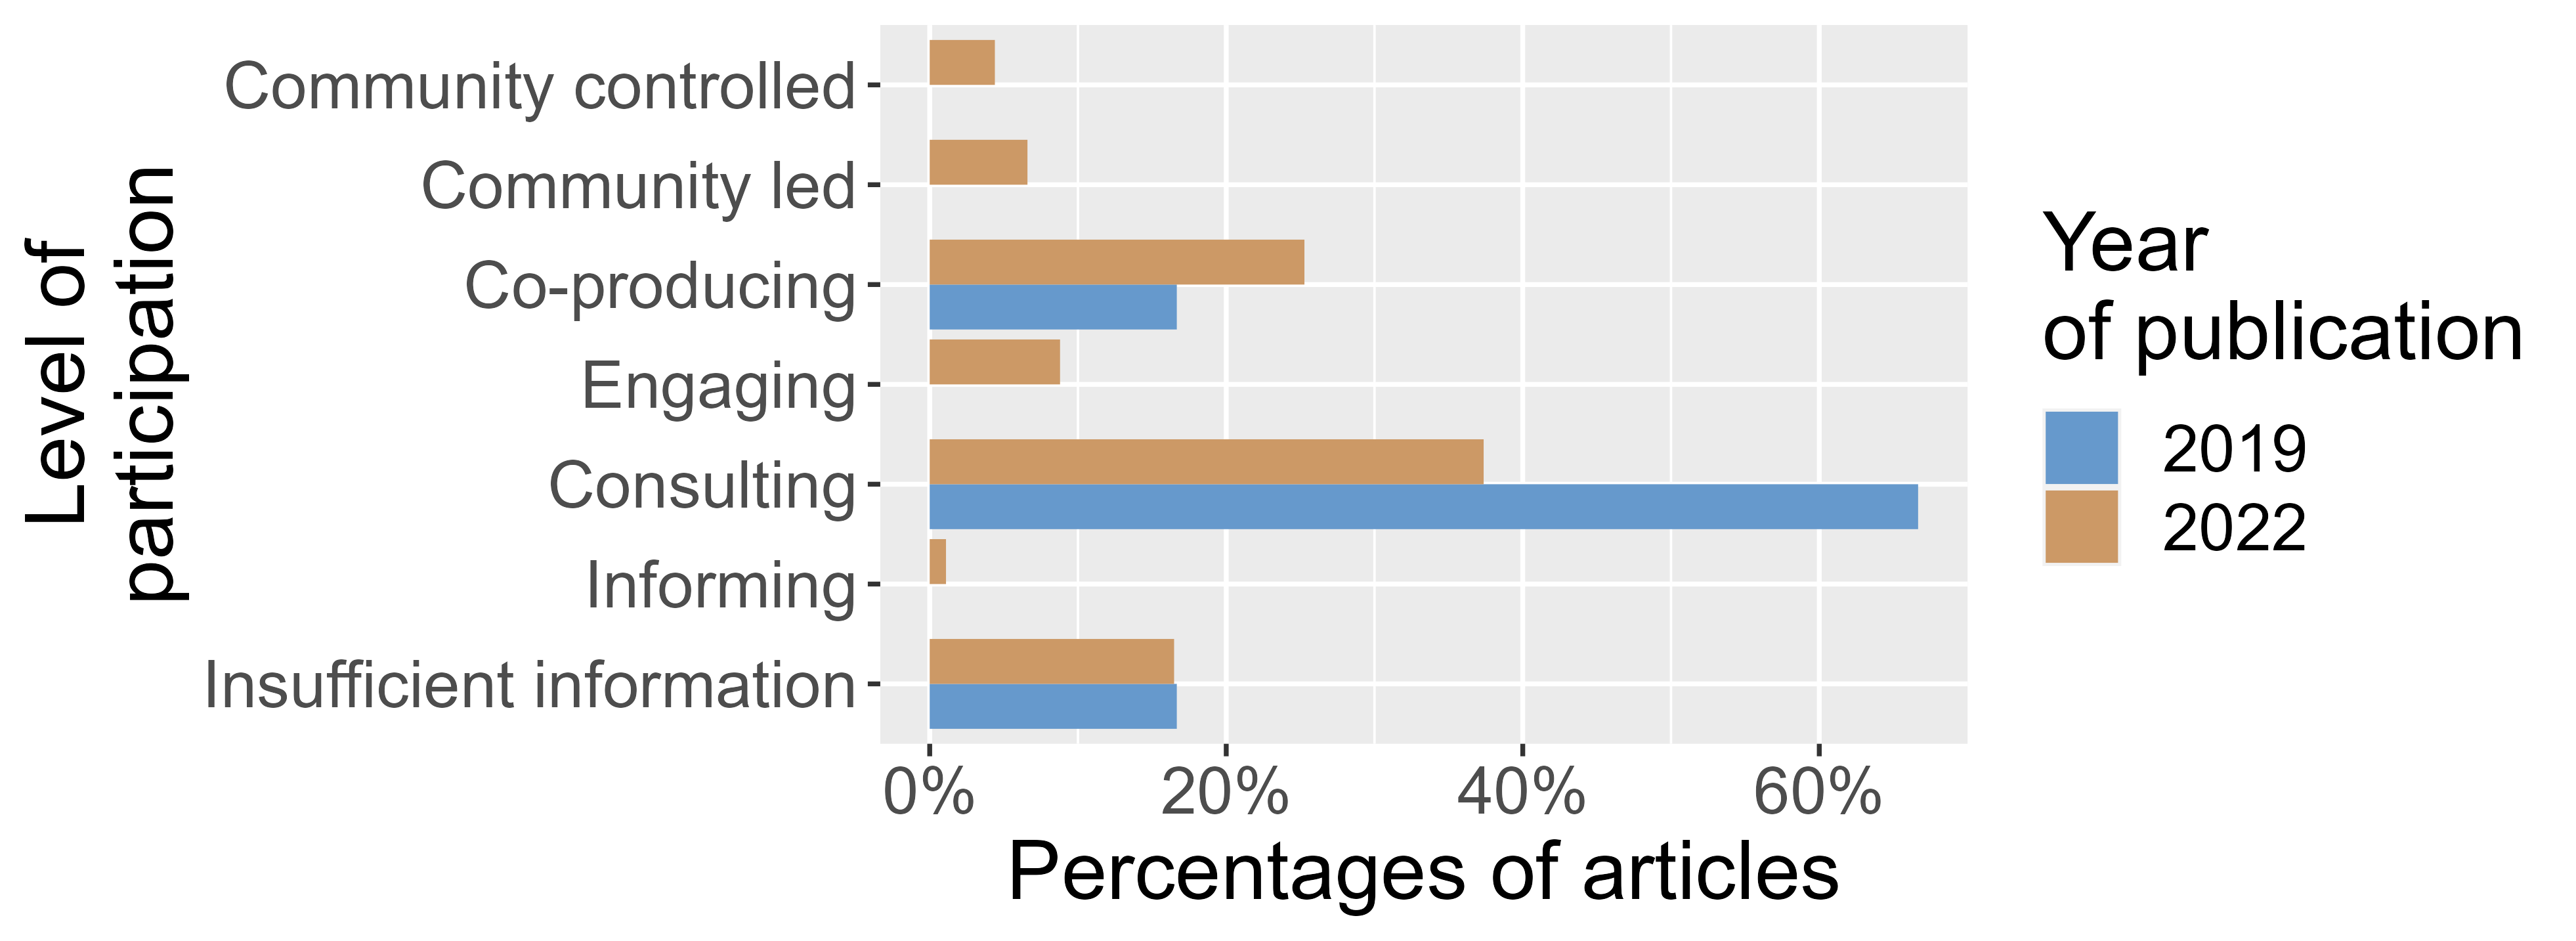 Level of
participation
Community controlled
Community led
Co-producing
Engaging
Consulting
Informing
Insufficient information
0%
20%
40%
60%
Percentages of articles
Year
of publication
2019
2022